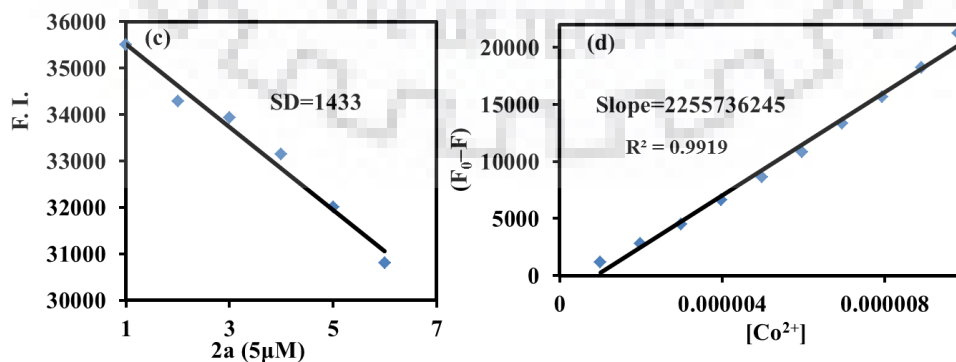 (c)
36000
35000
34000
33000
32000
31000
30000
F. I.
SD=1433
1 3 5 7
2a (5μM)
(d)
20000
15000
10000
5000
0
(F₀−F)
Slope=2255736245
R² = 0.9919
0 0.000004 0.000008
[Co²⁺]